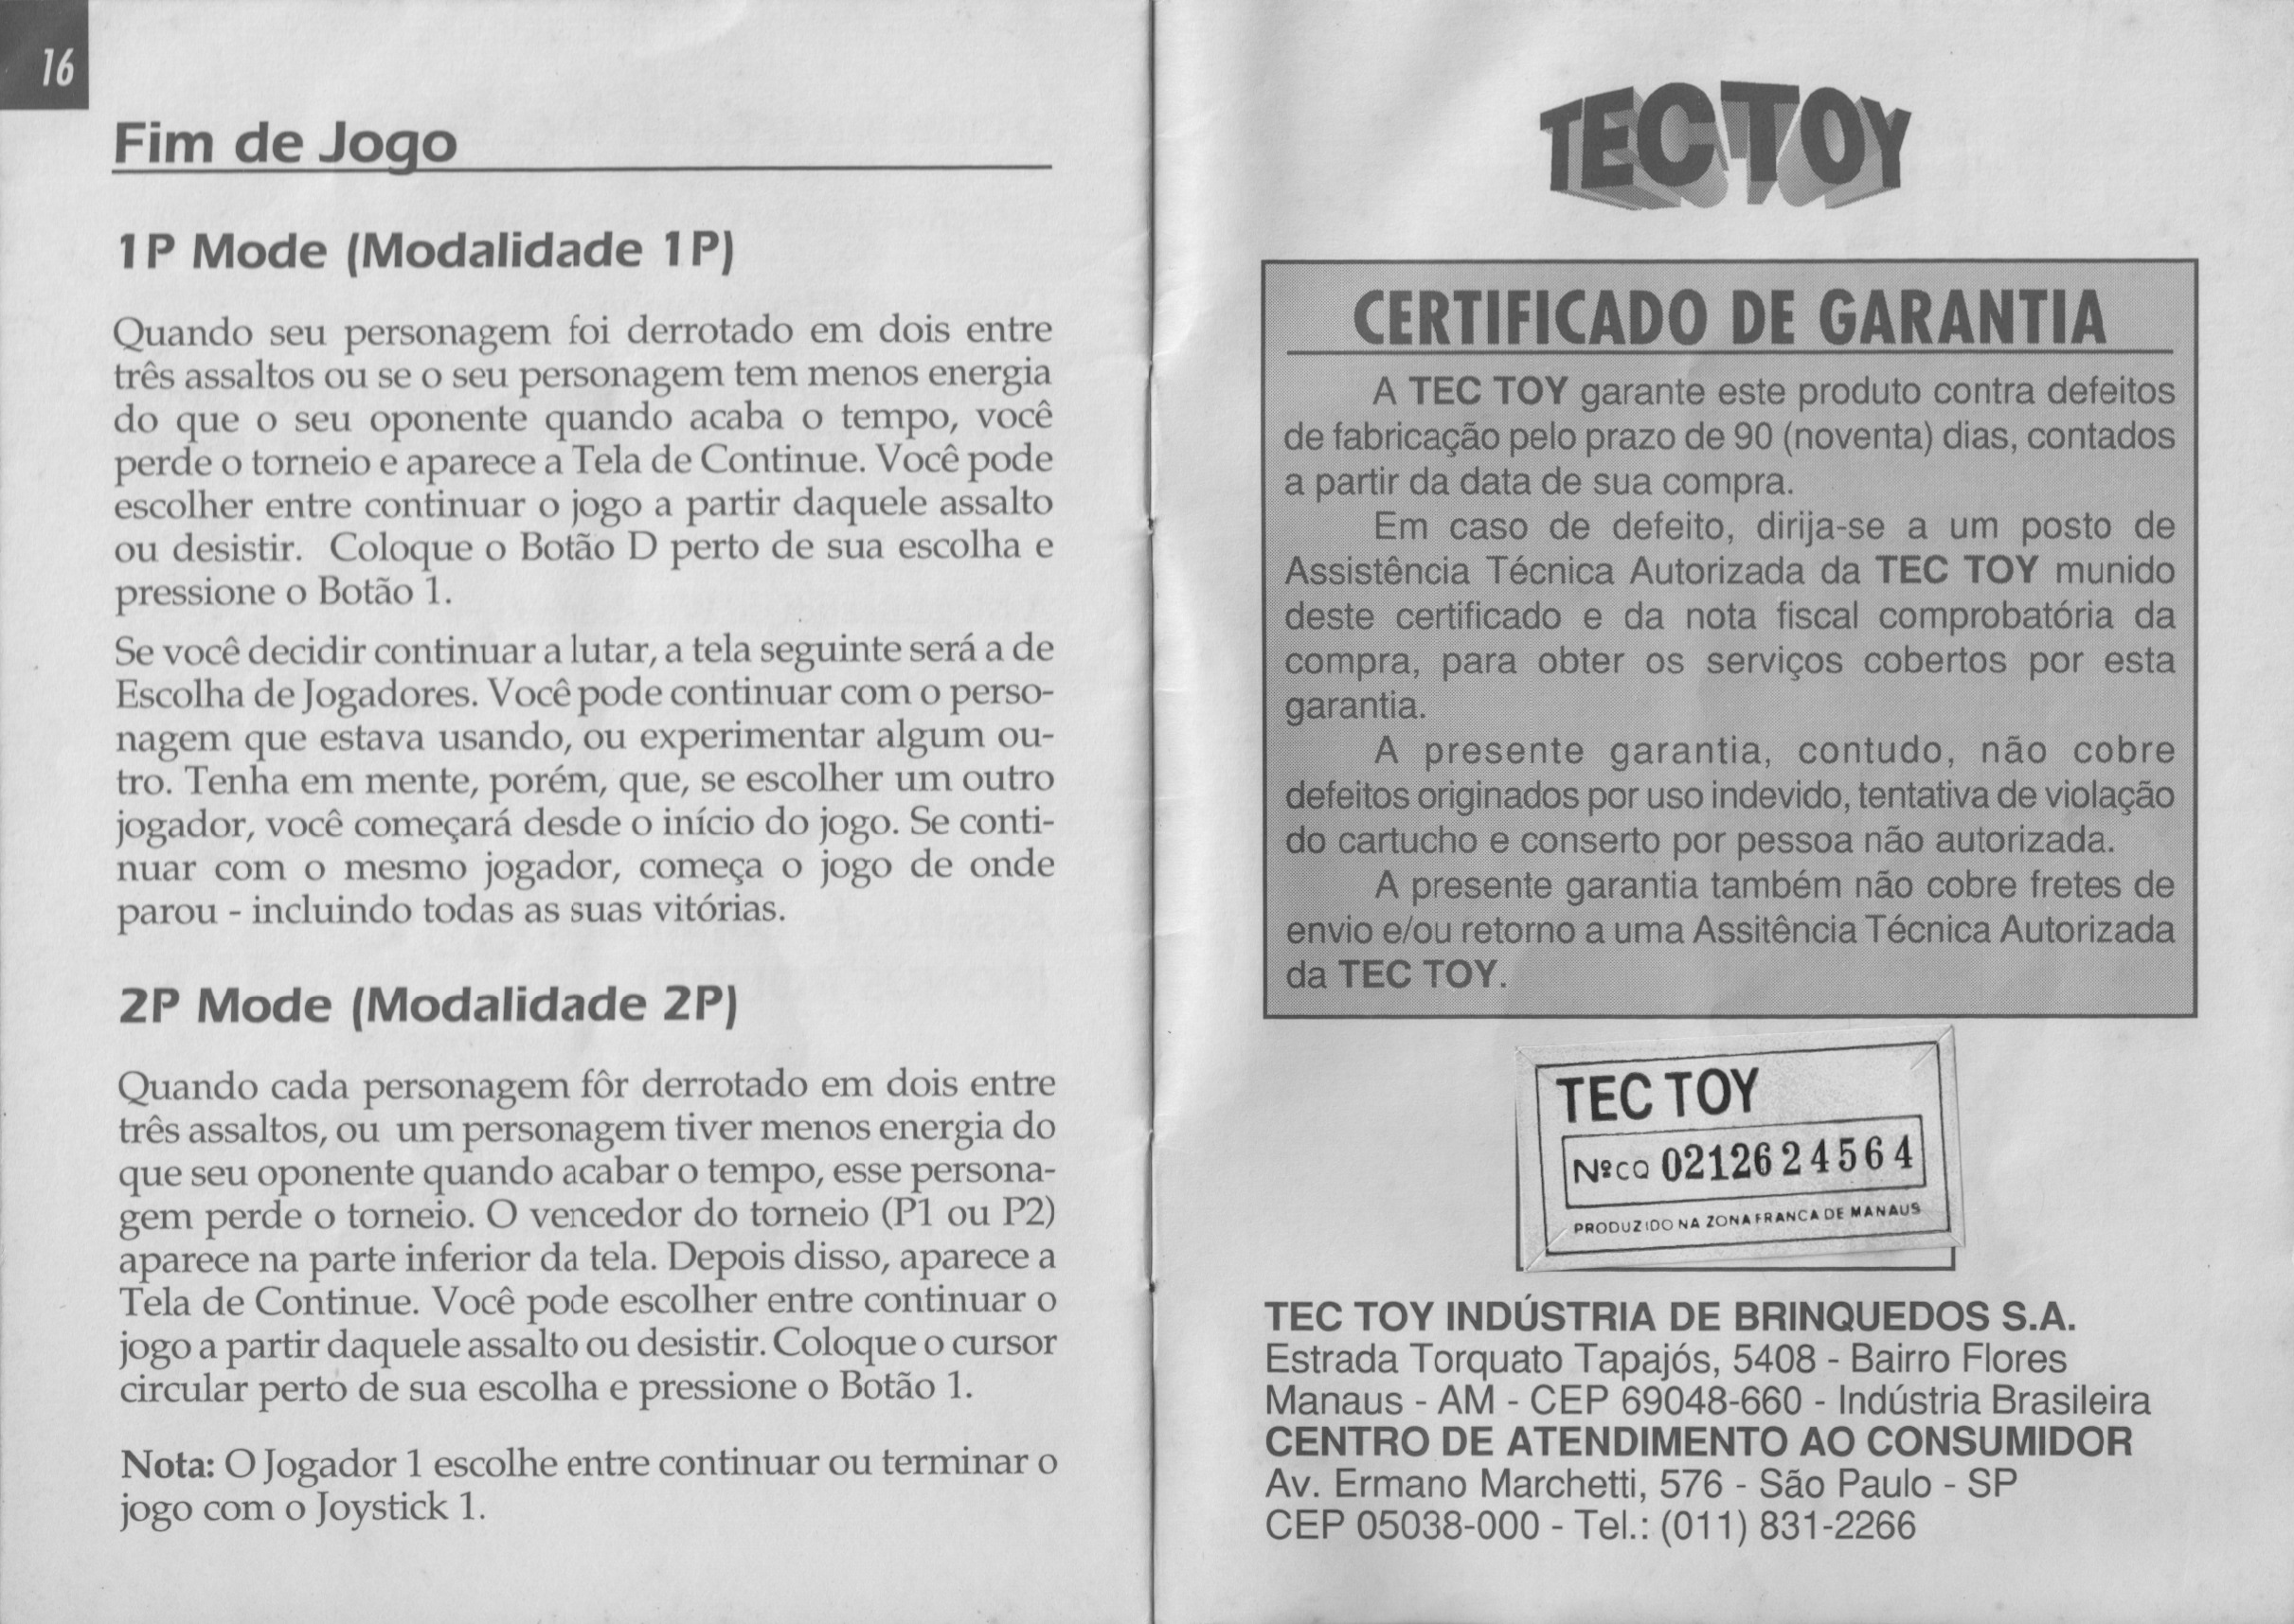 16
Fim de Jogo
1P Mode (Modalidade 1P)
Quando seu personagem foi derrotado em dois entre
três assaltos ou se o seu personagem tem menos energia
do que o seu oponente quando acaba o tempo, você
perde o torneio e aparece a Tela de Continue. Você pode
escolher entre continuar o jogo a partir daquele assalto
ou desistir. Coloque o Botão D perto de sua escolha e
pressione o Botão 1.
Se você decidir continuar a lutar, a tela seguinte será a de
Escolha de Jogadores. Você pode continuar com o perso-
nagem que estava usando, ou experimentar algum ou-
tro. Tenha em mente, porém, que, se escolher um outro
jogador, você começará desde o início do jogo. Se conti-
nuar com o mesmo jogador, começa o jogo de onde
parou - incluindo todas as suas vitórias.
2P Mode (Modalidade 2P)
Quando cada personagem fôr derrotado em dois entre
três assaltos, ou um personagem tiver menos energia do
que seu oponente quando acabar o tempo, esse persona-
gem perde o torneio. O vencedor do torneio (P1 ou P2)
aparece na parte inferior da tela. Depois disso, aparece a
Tela de Continue. Você pode escolher entre continuar o
jogo a partir daquele assalto ou desistir. Coloque o cursor
circular perto de sua escolha e pressione o Botão 1.
Nota: O Jogador 1 escolhe entre continuar ou terminar o
jogo com o Joystick 1.
TEC TOY
CERTIFICADO DE GARANTIA
A TEC TOY garante este produto contra defeitos
de fabricação pelo prazo de 90 (noventa) dias, contados
a partir da data de sua compra.
Em caso de defeito, dirija-se a um posto de
Assistência Técnica Autorizada da TEC TOY munido
deste certificado e da nota fiscal comprobatória da
compra, para obter os serviços cobertos por esta
garantia.
A presente garantia, contudo, não cobre
defeitos originados por uso indevido, tentativa de violação
do cartucho e conserto por pessoa não autorizada.
A presente garantia também não cobre fretes de
envio e/ou retorno a uma Assitência Técnica Autorizada
da TEC TOY.
TEC TOY
Nº CQ 0212624564
PRODUZIDO NA ZONA FRANCA DE MANAUS
TEC TOY INDÚSTRIA DE BRINQUEDOS S.A.
Estrada Torquato Tapajós, 5408 - Bairro Flores
Manaus - AM - CEP 69048-660 - Indústria Brasileira
CENTRO DE ATENDIMENTO AO CONSUMIDOR
Av. Ermano Marchetti, 576 - São Paulo - SP
CEP 05038-000 - Tel.: (011) 831-2266